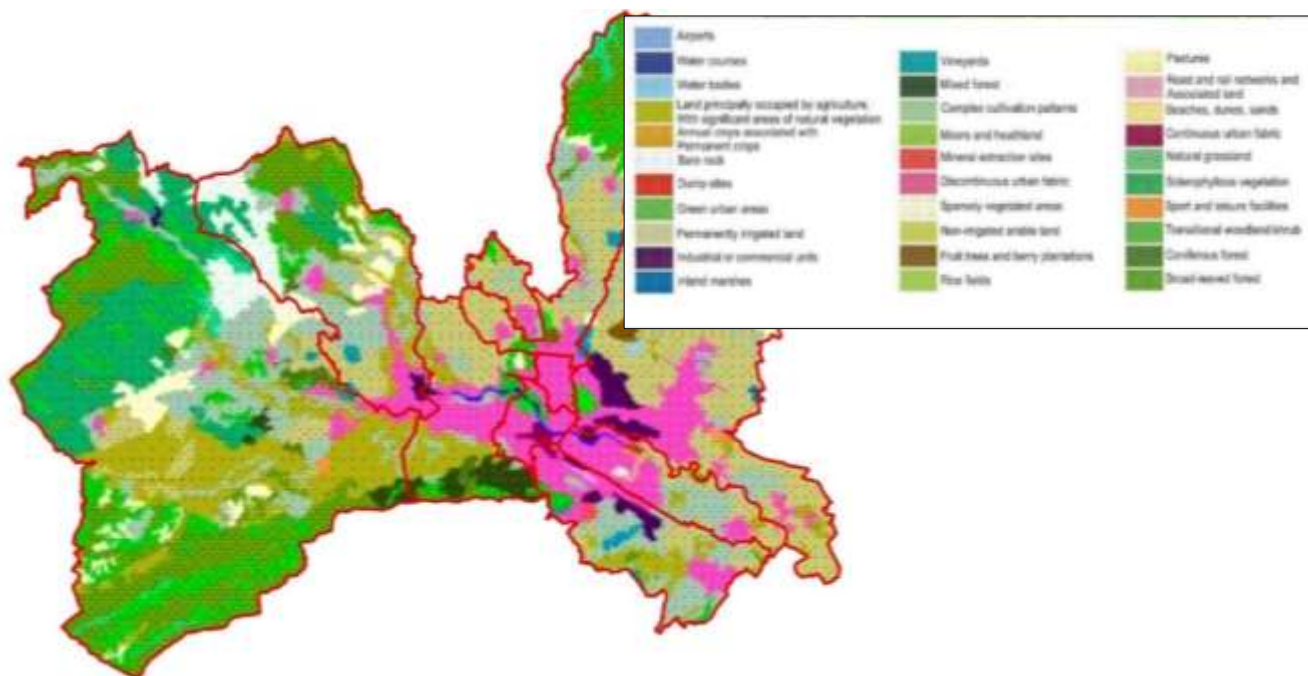 Airports
Water courses
Water bodies
Land principally occupied by agriculture,
With significant areas of natural vegetation
Annual crops associated with
Permanent crops
Bare rock
Dump sites
Green urban areas
Permanently irrigated land
Industrial or commercial units
Inland marshes
Vineyards
Mixed forest
Complex cultivation patterns
Moors and heathland
Mineral extraction sites
Discontinuous urban fabric
Sparsely vegetated areas
Non-irrigated arable land
Fruit trees and berry plantations
Rice fields
Pastures
Road and rail networks and
Associated land
Beaches, dunes, sands
Continuous urban fabric
Natural grassland
Sclerophyllous vegetation
Sport and leisure facilities
Transitional woodland/shrub
Coniferous forest
Broad-leaved forest